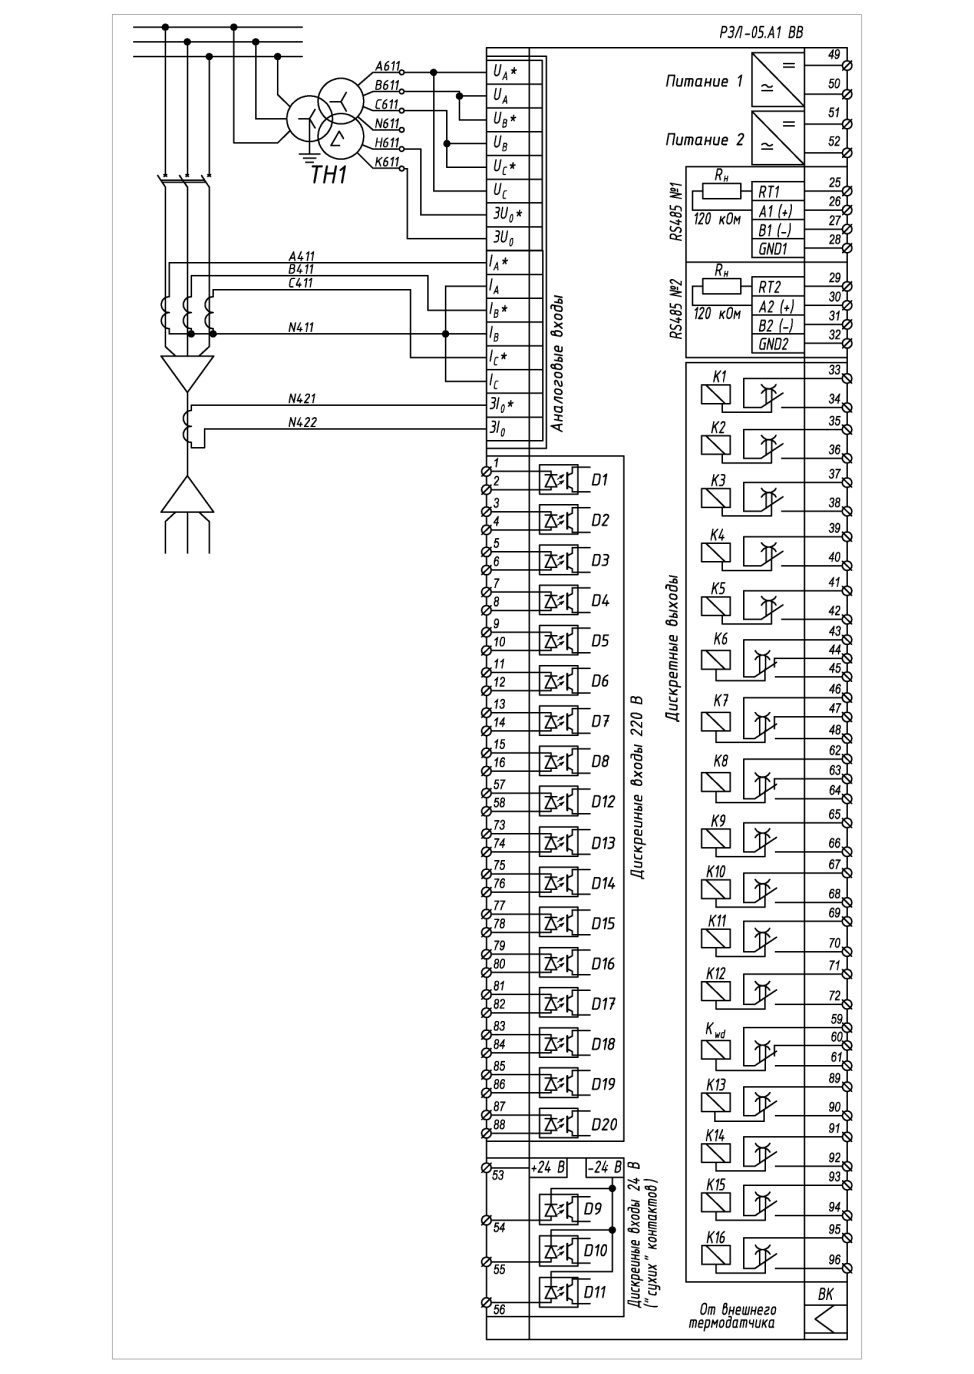 РЗЛ-05.А1 ВВ
A611
B611
C611
N611
H611
K611
ТН1
A411
B411
C411
N411
N421
N422
U_A*
U_A
U_B*
U_B
U_C*
U_C
3U_0*
3U_0
I_A*
I_A
I_B*
I_B
I_C*
I_C
3I_0*
3I_0
Аналоговые входы
Питание 1
49
50
Питание 2
51
52
RS485 №1
R_н
120 кОм
RT1
A1 (+)
B1 (-)
GND1
25
26
27
28
RS485 №2
R_н
120 кОм
RT2
A2 (+)
B2 (-)
GND2
29
30
31
32
1
2
D1
3
4
D2
5
6
D3
7
8
D4
9
10
D5
11
12
D6
13
14
D7
15
16
D8
57
58
D12
73
74
D13
75
76
D14
77
78
D15
79
80
D16
81
82
D17
83
84
D18
85
86
D19
87
88
D20
Дискреиные входы 220 В
53
+24 В
-24 В
54
D9
55
D10
56
D11
Дискреиные входы 24 В
("сухих" контактов)
Дискретные выходы
K1
33
34
K2
35
36
K3
37
38
K4
39
40
K5
41
42
K6
43
44
45
K7
46
47
48
K8
62
63
64
K9
65
66
K10
67
68
K11
69
70
K12
71
72
K_wd
59
60
61
K13
89
90
K14
91
92
K15
93
94
K16
95
96
От внешнего
термодатчика
ВК